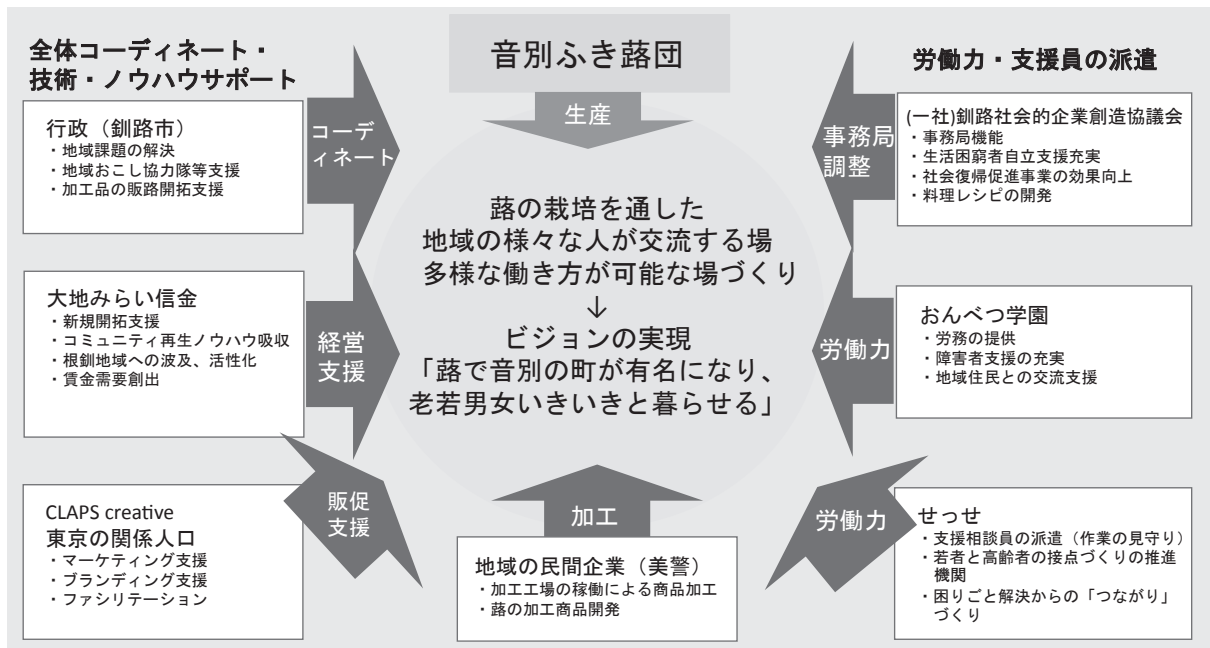 全体コーディネート・
技術・ノウハウサポート
行政（釧路市）
・地域課題の解決
・地域おこし協力隊等支援
・加工品の販路開拓支援
コーデ
ィネート
大地みらい信金
・新規開拓支援
・コミュニティ再生ノウハウ吸収
・根釧地域への波及、活性化
・賃金需要創出
経営
支援
CLAPS creative
東京の関係人口
・マーケティング支援
・ブランディング支援
・ファシリテーション
販促
支援
音別ふき蕗団
生産
蕗の栽培を通した
地域の様々な人が交流する場
多様な働き方が可能な場づくり
↓
ビジョンの実現
「蕗で音別の町が有名になり、
老若男女いきいきと暮らせる」
加工
地域の民間企業（美警）
・加工工場の稼働による商品加工
・蕗の加工商品開発
労働力・支援員の派遣
事務局
調整
(一社)釧路社会的企業創造協議会
・事務局機能
・生活困窮者自立支援充実
・社会復帰促進事業の効果向上
・料理レシピの開発
労働力
おんべつ学園
・労務の提供
・障害者支援の充実
・地域住民との交流支援
労働力
せっせ
・支援相談員の派遣（作業の見守り）
・若者と高齢者の接点づくりの推進
機関
・困りごと解決からの「つながり」
づくり